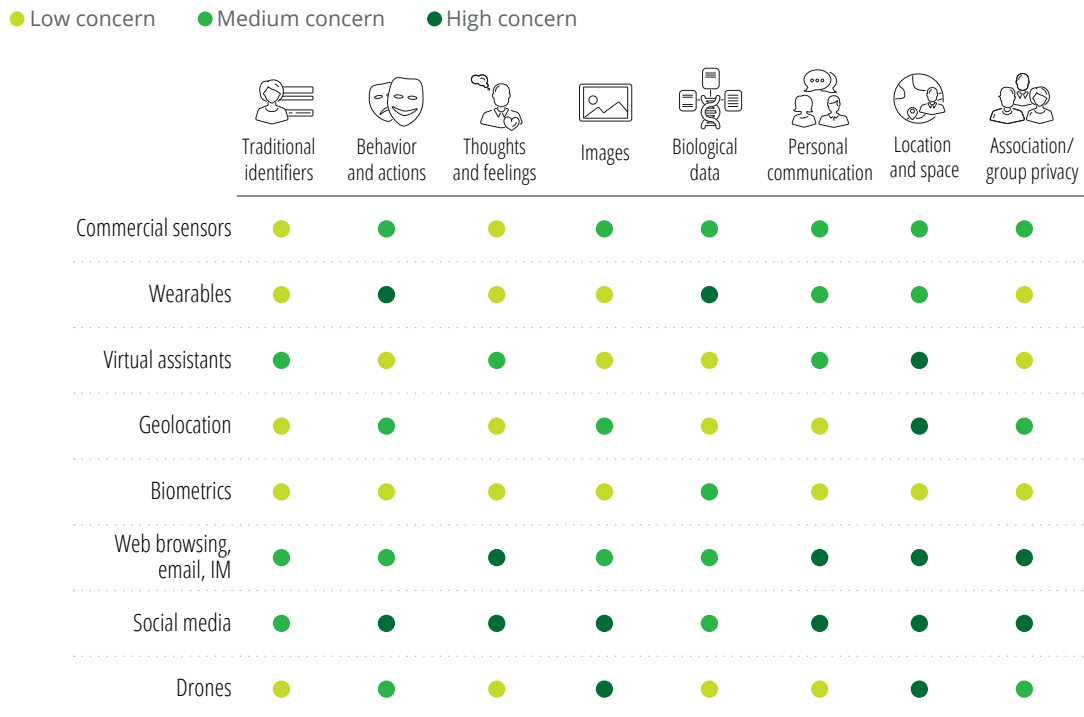 Low concern
Medium concern
High concern
Traditional
identifiers
Behavior
and actions
Thoughts
and feelings
Images
Biological
data
Personal
communication
Location
and space
Association/
group privacy
Commercial sensors
Wearables
Virtual assistants
Geolocation
Biometrics
Web browsing,
email, IM
Social media
Drones